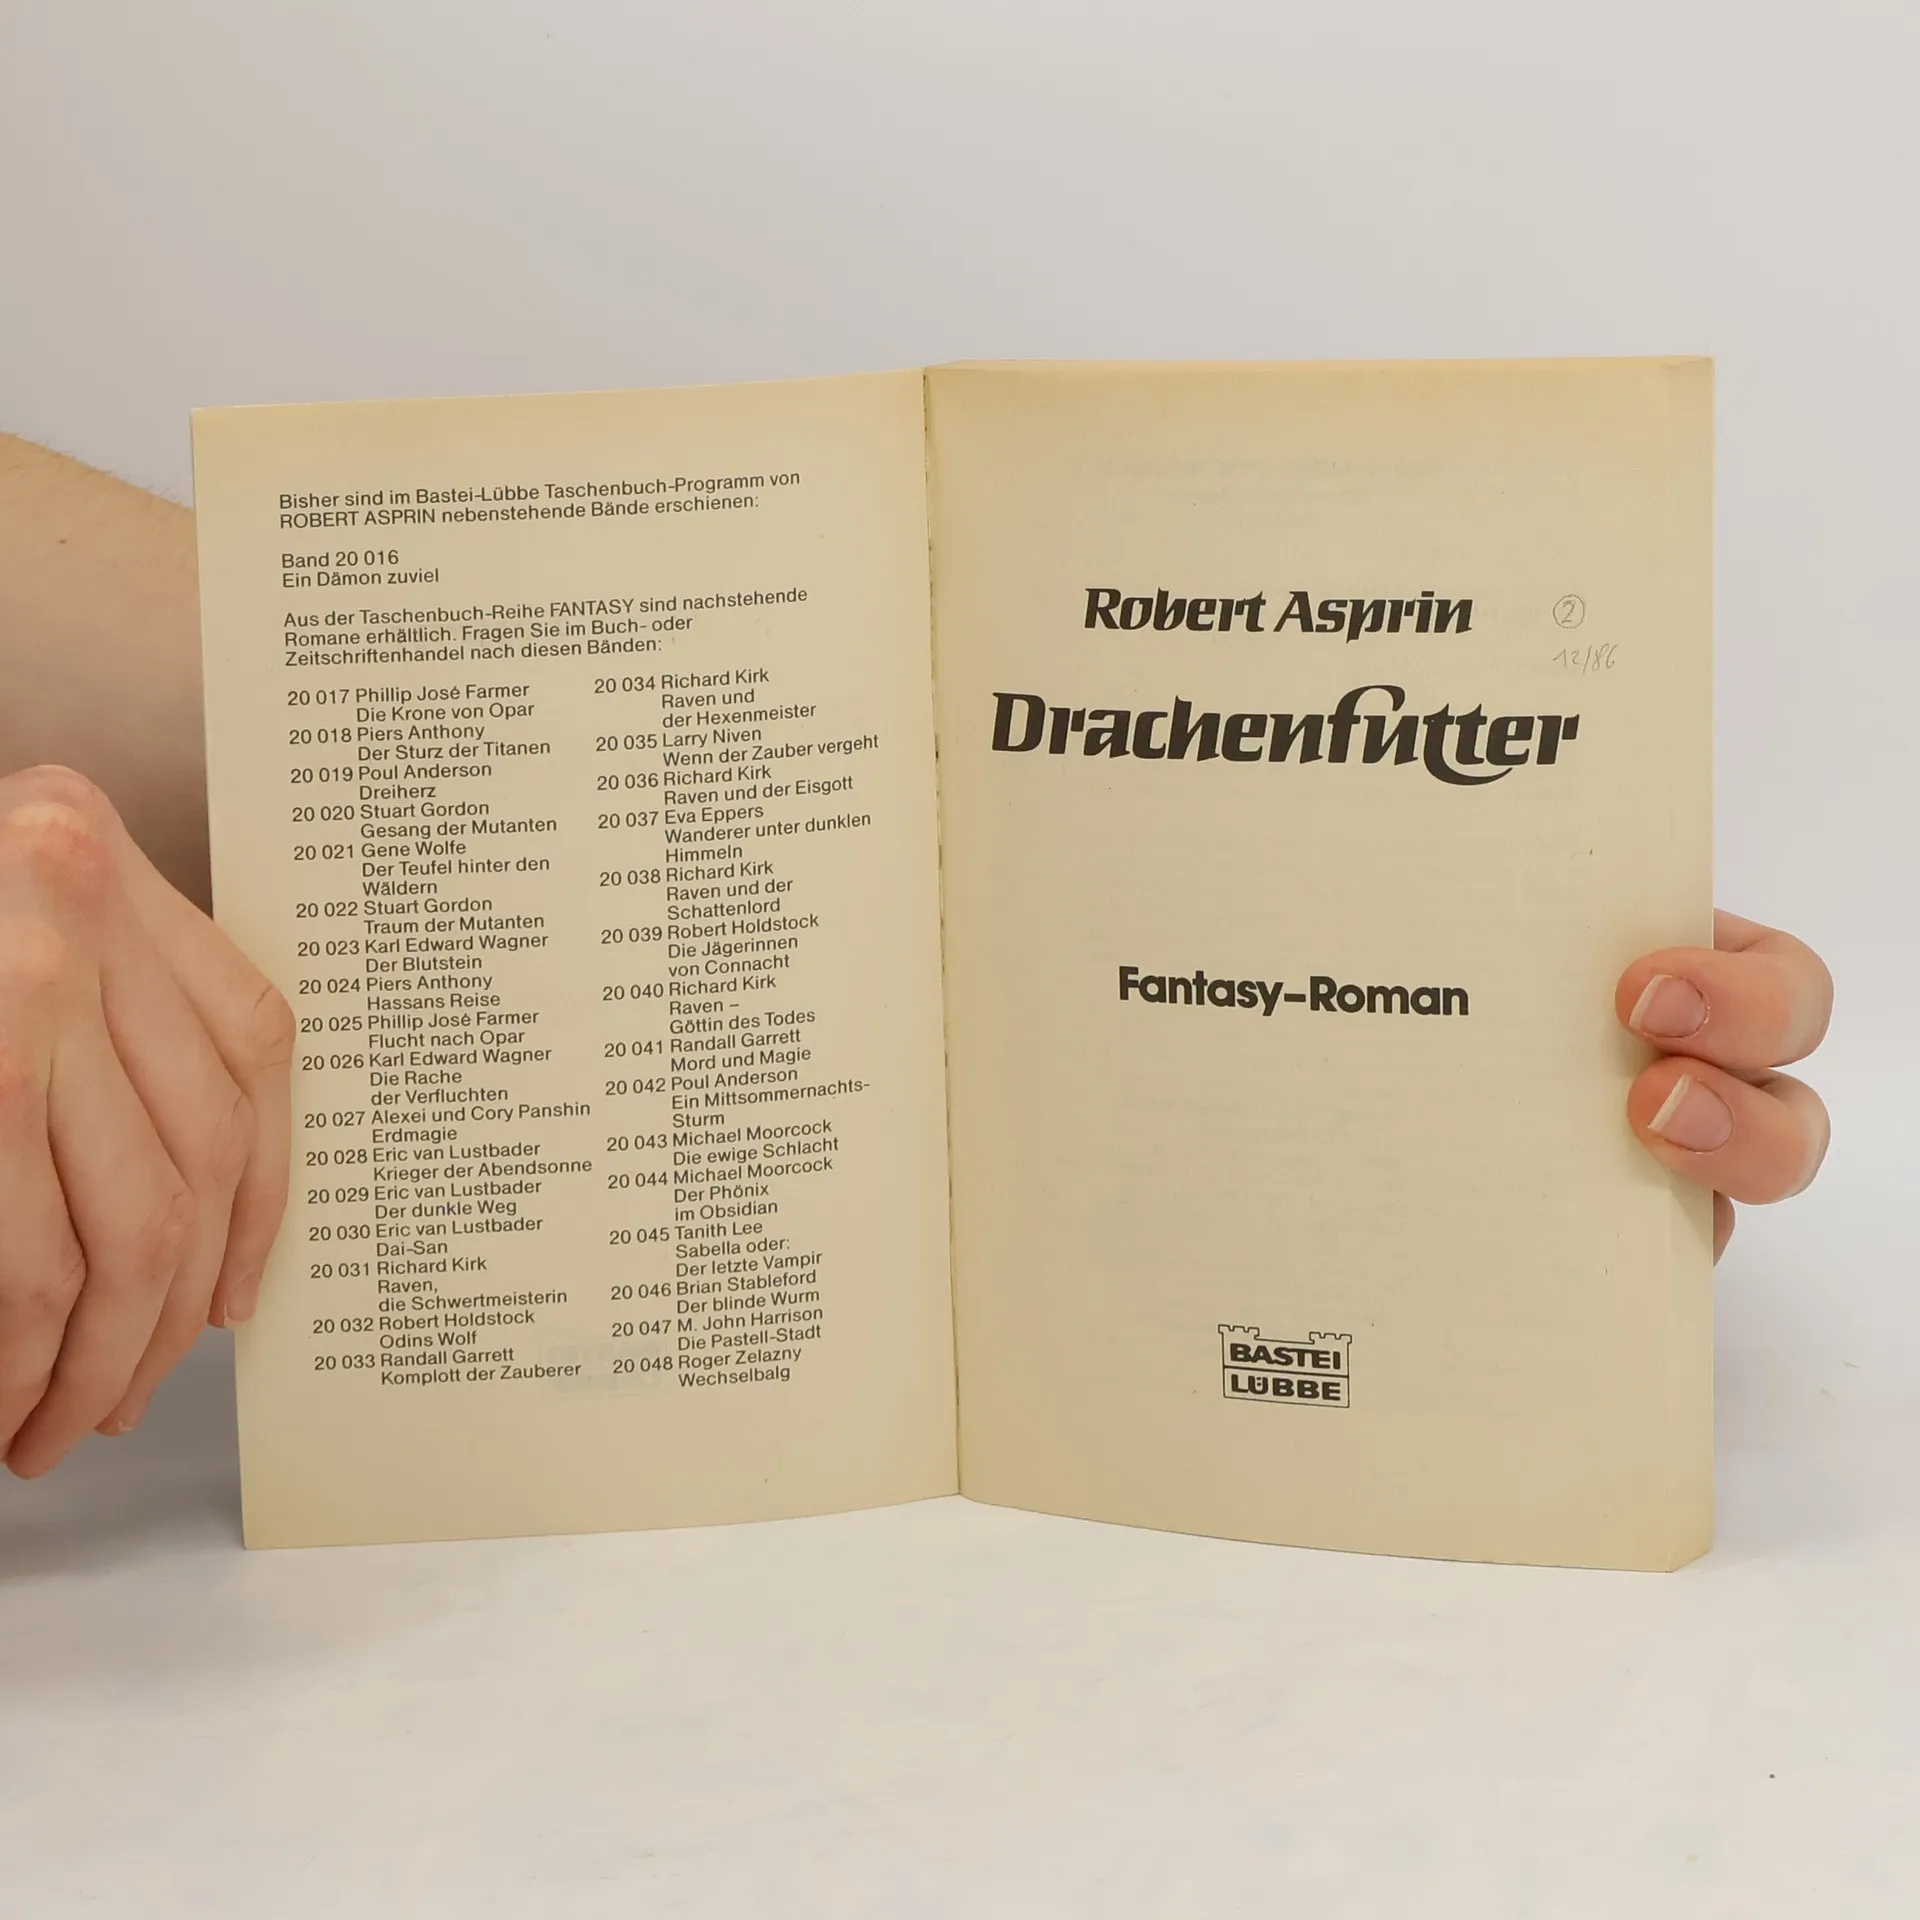 Bisher sind im Bastei-Lübbe Taschenbuch-Programm von
ROBERT ASPRIN nebenstehende Bände erschienen:
Band 20 016
Ein Dämon zuviel
Aus der Taschenbuch-Reihe FANTASY sind nachstehende
Romane erhältlich. Fragen Sie im Buch- oder
Zeitschriftenhandel nach diesen Bänden:
20 017 Phillip José Farmer
Die Krone von Opar
20 018 Piers Anthony
Der Sturz der Titanen
20 019 Poul Anderson
Dreiherz
20 020 Stuart Gordon
Gesang der Mutanten
20 021 Gene Wolfe
Der Teufel hinter den
Wäldern
20 022 Stuart Gordon
Traum der Mutanten
20 023 Karl Edward Wagner
Der Blutstein
20 024 Piers Anthony
Hassans Reise
20 025 Phillip José Farmer
Flucht nach Opar
20 026 Karl Edward Wagner
Die Rache
der Verfluchten
20 027 Alexei und Cory Panshin
Erdmagie
20 028 Eric van Lustbader
Krieger der Abendsonne
20 029 Eric van Lustbader
Der dunkle Weg
20 030 Eric van Lustbader
Dai-San
20 031 Richard Kirk
Raven,
die Schwertmeisterin
20 032 Robert Holdstock
Odins Wolf
20 033 Randall Garrett
Komplott der Zauberer
20 034 Richard Kirk
Raven und
der Hexenmeister
20 035 Larry Niven
Wenn der Zauber vergeht
20 036 Richard Kirk
Raven und der Eisgott
20 037 Eva Eppers
Wanderer unter dunklen
Himmeln
20 038 Richard Kirk
Raven und der
Schattenlord
20 039 Robert Holdstock
Die Jägerinnen
von Connacht
20 040 Richard Kirk
Raven –
Göttin des Todes
20 041 Randall Garrett
Mord und Magie
20 042 Poul Anderson
Ein Mittsommernachts-
Sturm
20 043 Michael Moorcock
Die ewige Schlacht
20 044 Michael Moorcock
Der Phönix
im Obsidian
20 045 Tanith Lee
Sabella oder:
Der letzte Vampir
20 046 Brian Stableford
Der blinde Wurm
20 047 M. John Harrison
Die Pastell-Stadt
20 048 Roger Zelazny
Wechselbalg
Robert Asprin
2
12/86
Drachenfutter
Fantasy-Roman
BASTEI
LÜBBE